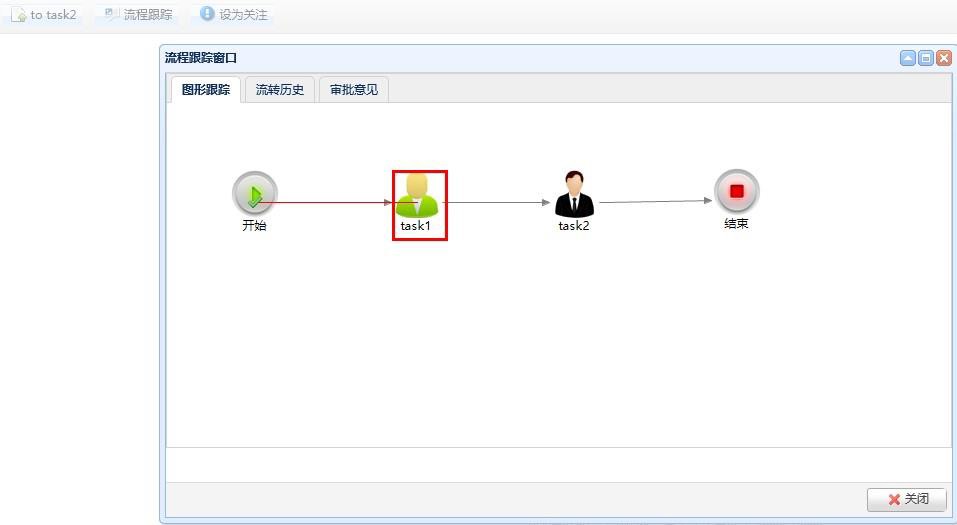 to task2 流程跟踪 设为关注
流程跟踪窗口
图形跟踪 流转历史 审批意见
开始 task1 task2 结束
关闭